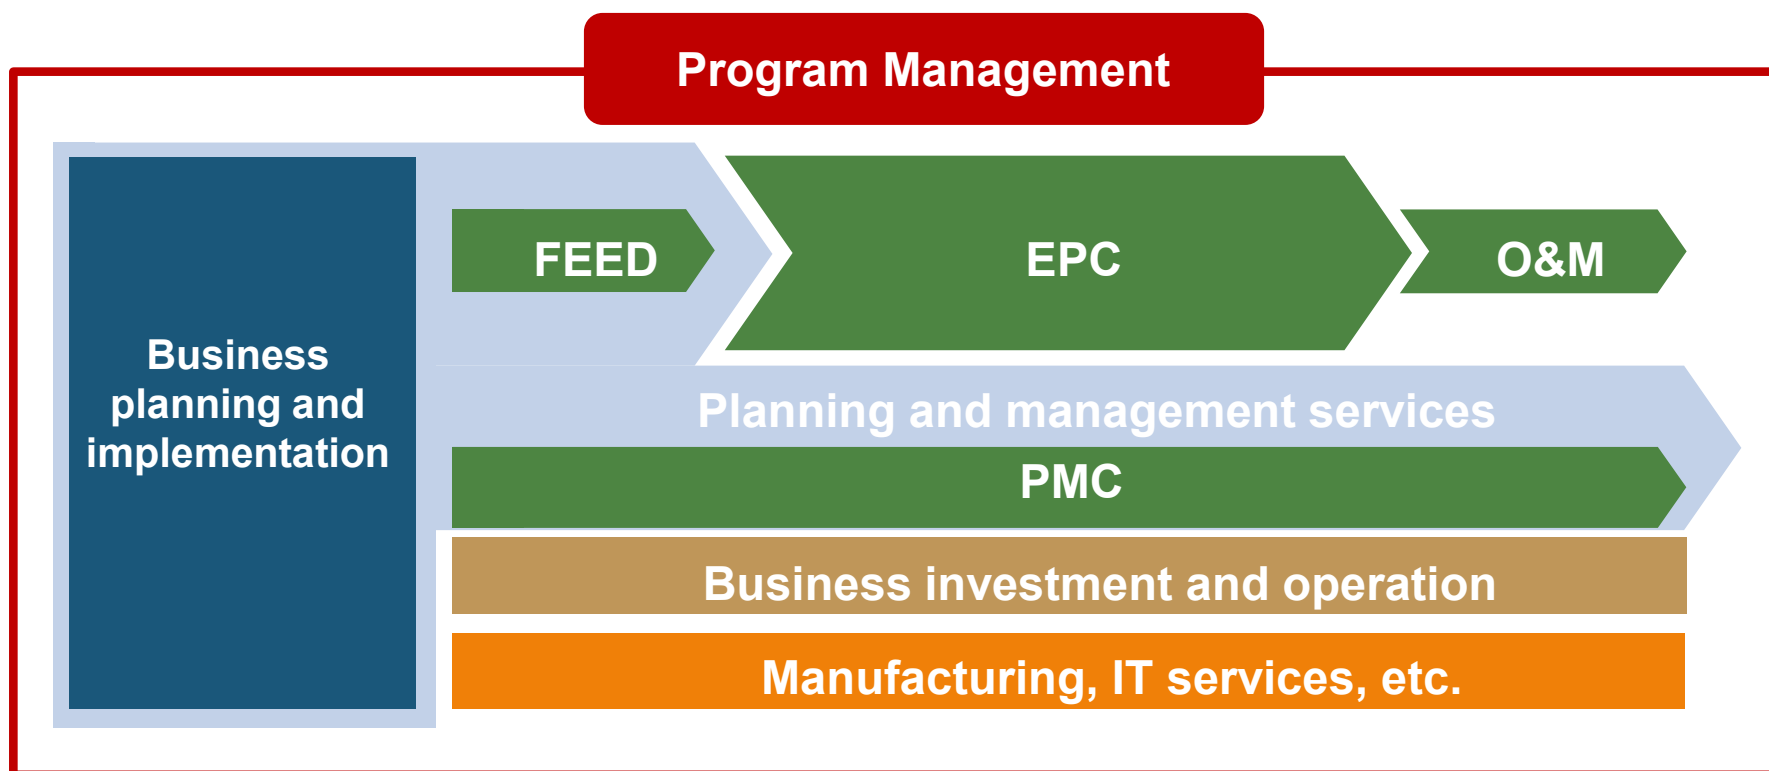 Program Management
Business
planning and
implementation
FEED
EPC
O&M
Planning and management services
PMC
Business investment and operation
Manufacturing, IT services, etc.